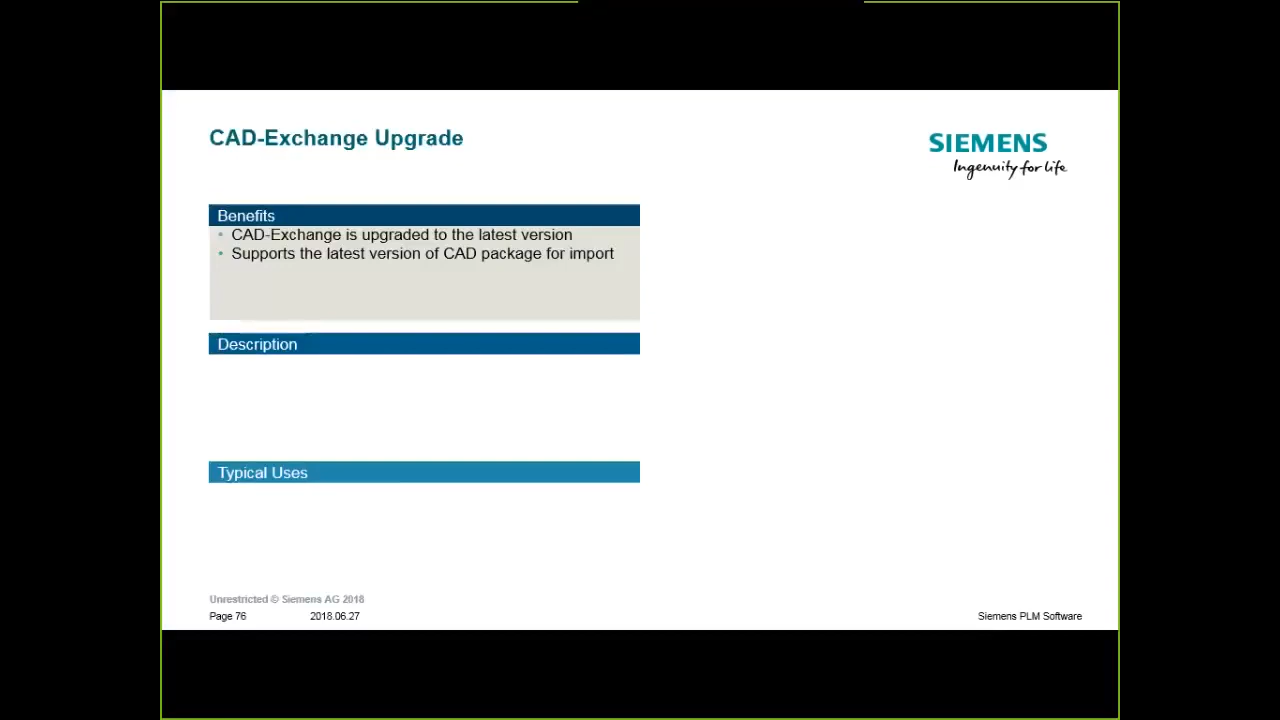 CAD-Exchange Upgrade
SIEMENS
Ingenuity for life
Benefits
• CAD-Exchange is upgraded to the latest version
• Supports the latest version of CAD package for import
Description
Typical Uses
Unrestricted © Siemens AG 2018
Page 76 2018.06.27 Siemens PLM Software